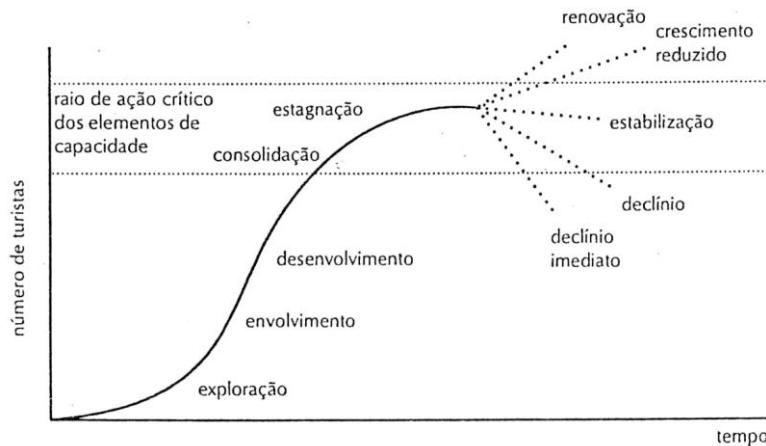 renovação
crescimento
reduzido
raio de ação crítico
dos elementos de
capacidade
estagnação
estabilização
consolidação
declínio
declínio
imediato
desenvolvimento
envolvimento
exploração
número de turistas
tempo